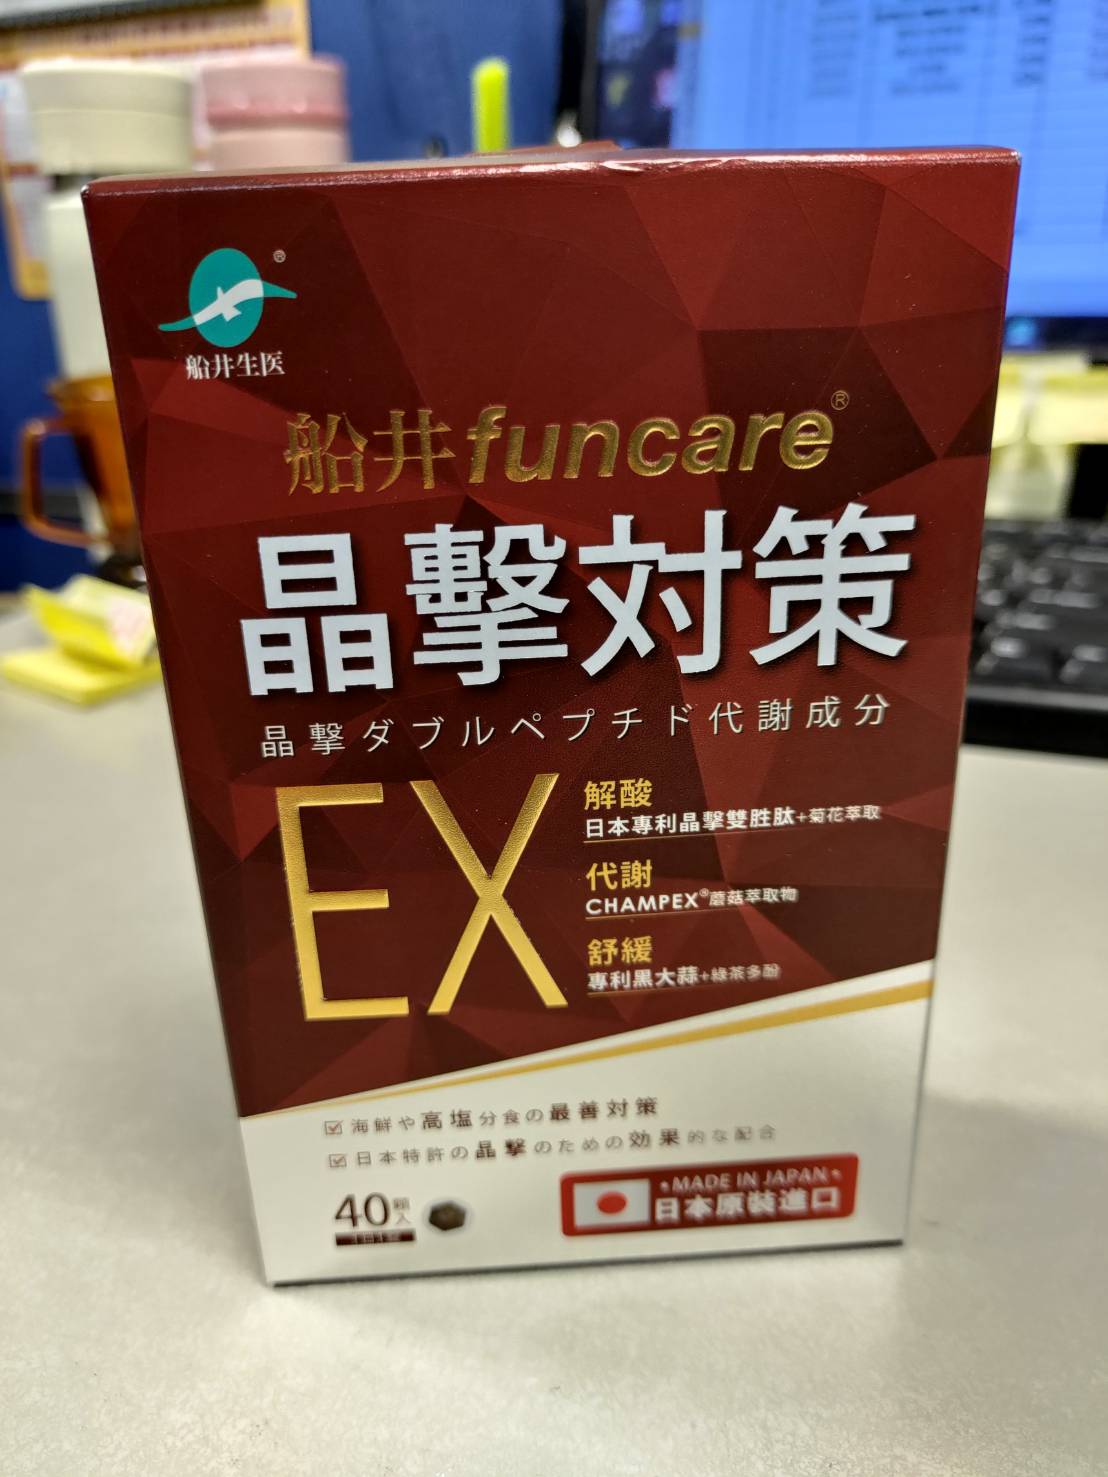 船井生医
船井funcare®
晶擊対策
晶撃ダブルペプチド代謝成分
EX
解酸
日本專利晶擊雙胜肽+菊花萃取
代謝
CHAMPEX®蘑菇萃取物
舒緩
專利黑大蒜+綠茶多酚
海鮮や高塩分食の最善対策
日本特許の晶撃のための効果的な配合
40顆入
MADE IN JAPAN
日本原裝進口